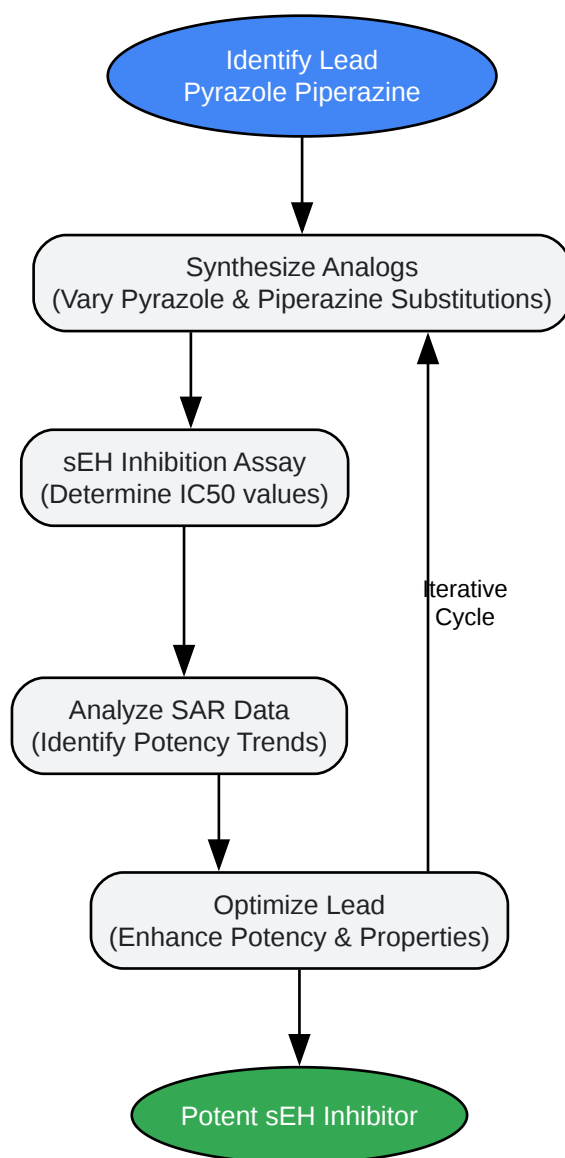 Identify Lead
Pyrazole Piperazine
Synthesize Analogs
(Vary Pyrazole & Piperazine Substitutions)
sEH Inhibition Assay
(Determine IC50 values)
Iterative
Cycle
Analyze SAR Data
(Identify Potency Trends)
Optimize Lead
(Enhance Potency & Properties)
Potent sEH Inhibitor